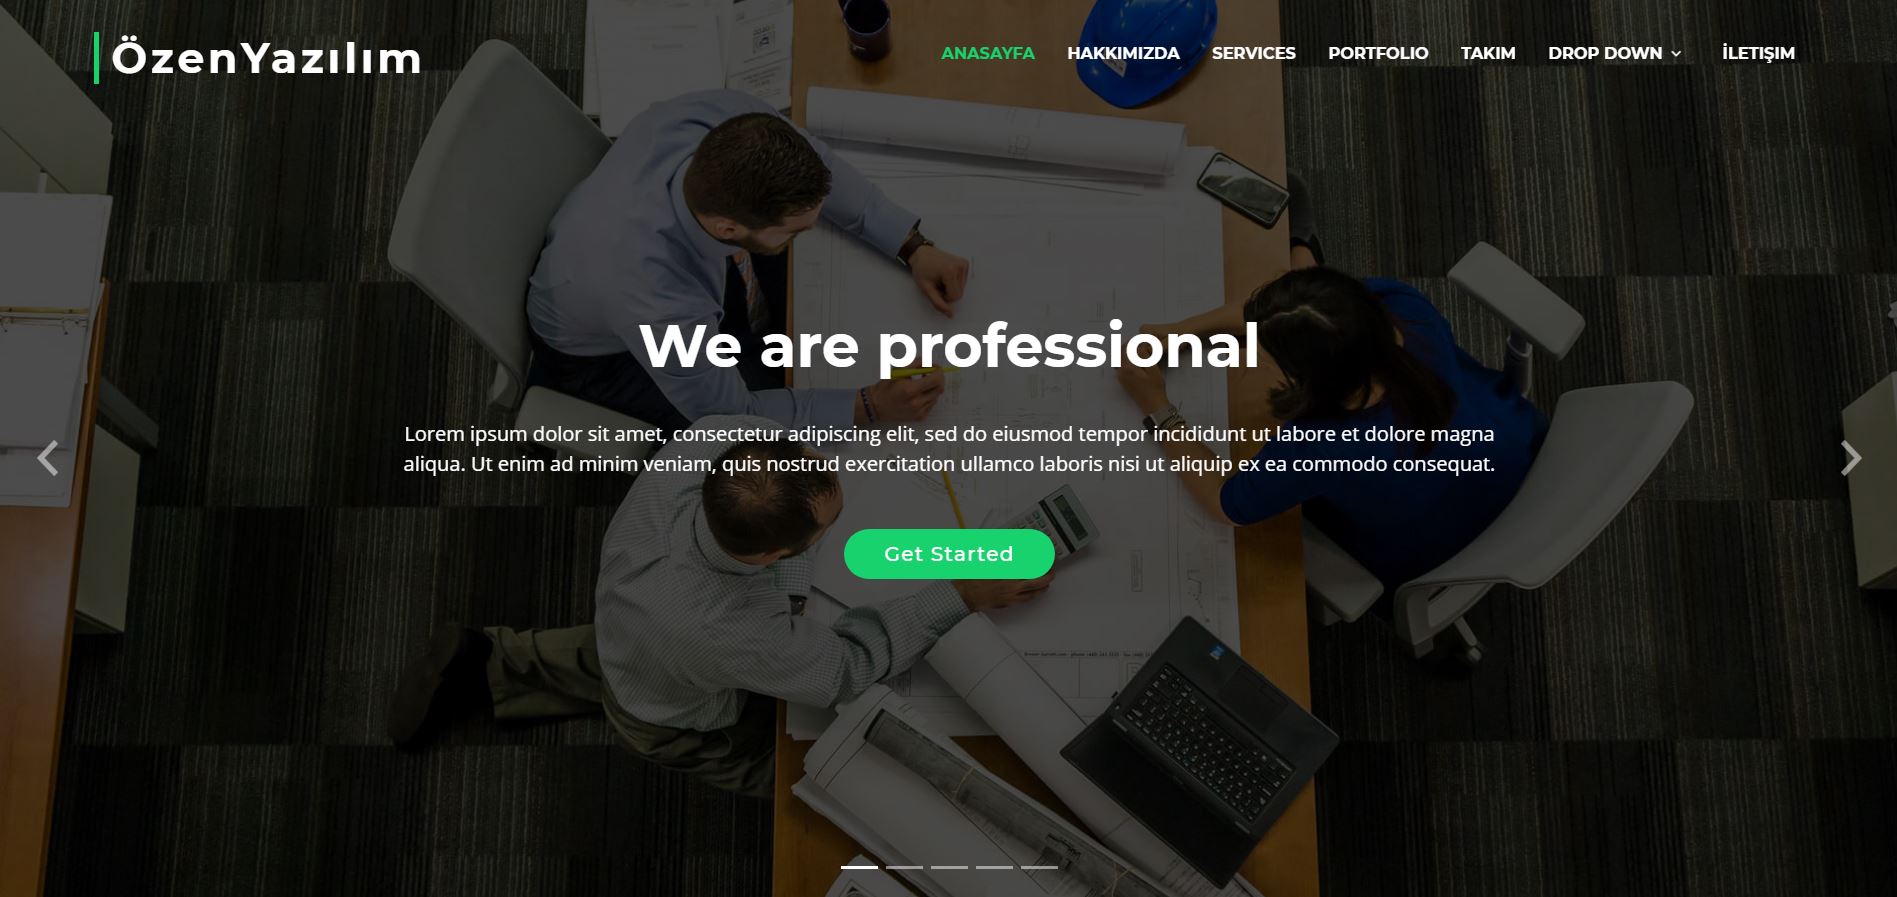 ÖzenYazılım
ANASAYFA HAKKIMIZDA SERVICES PORTFOLIO TAKIM DROP DOWN İLETIŞIM
We are professional
Lorem ipsum dolor sit amet, consectetur adipiscing elit, sed do eiusmod tempor incididunt ut labore et dolore magna
aliqua. Ut enim ad minim veniam, quis nostrud exercitation ullamco laboris nisi ut aliquip ex ea commodo consequat.
Get Started